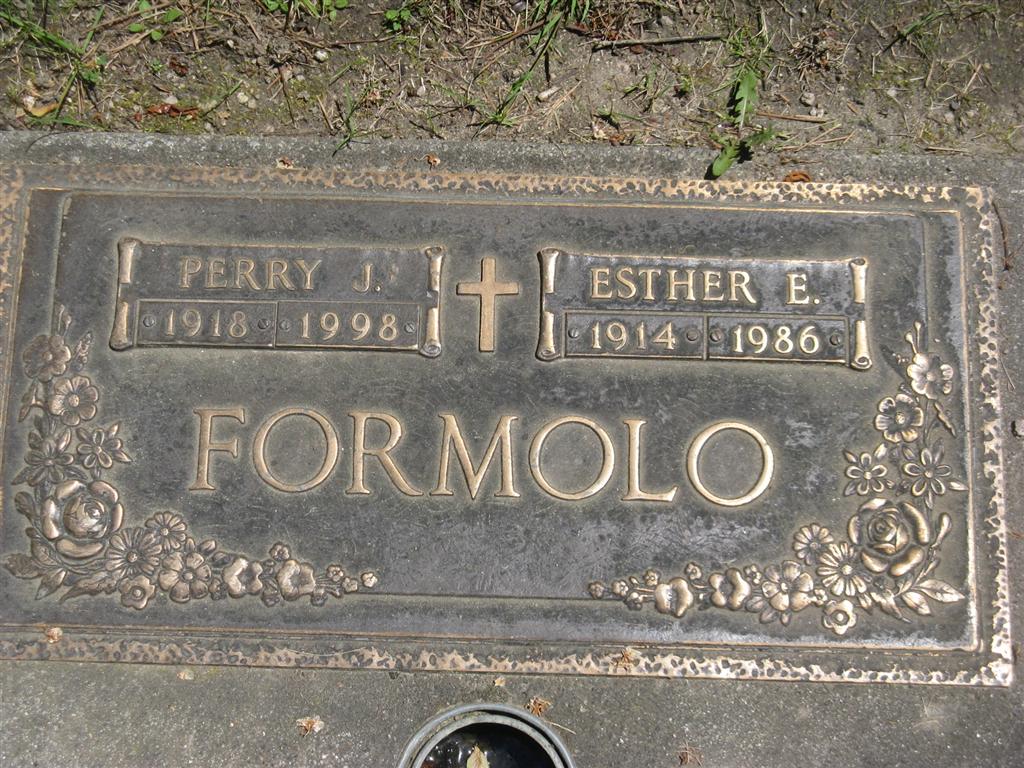 PERRY J.
1918 1998
ESTHER E.
1914 1986
FORMOLO